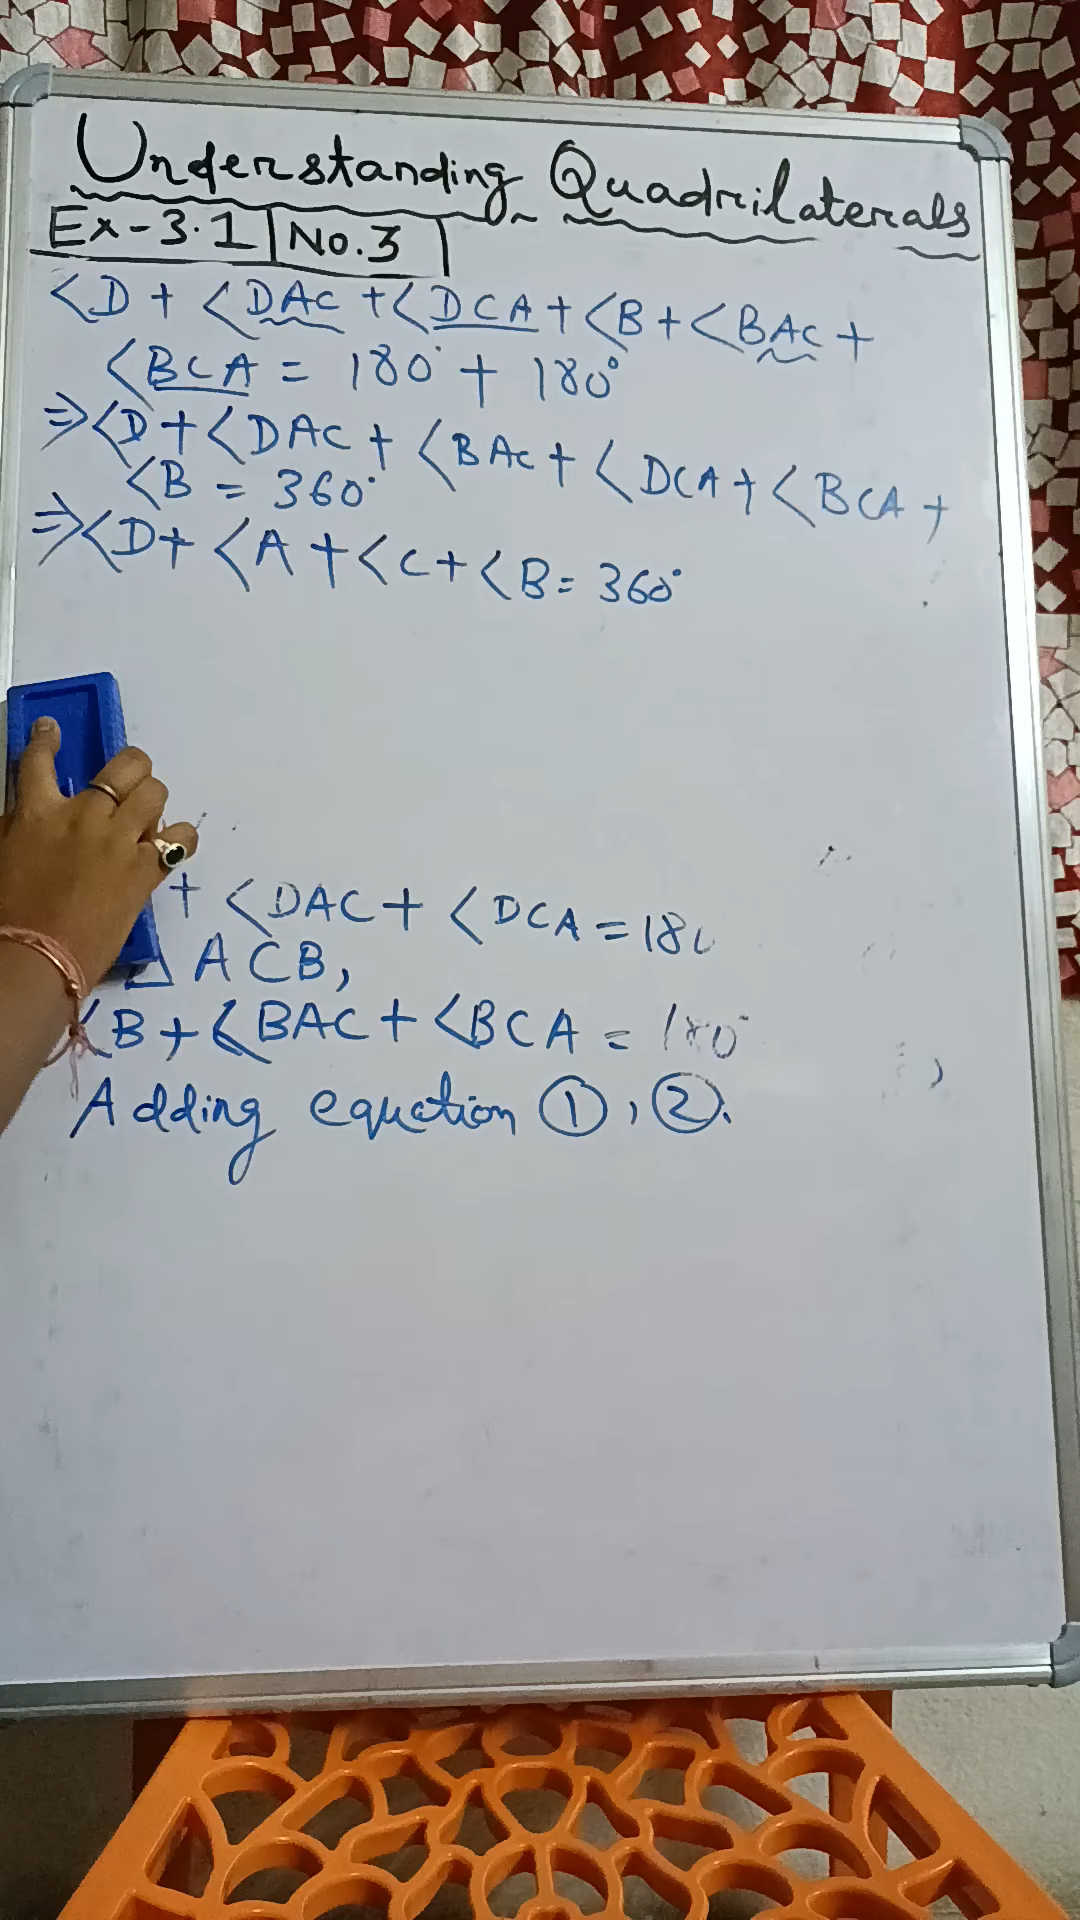 Understanding Quadrilaterals
Ex-3.1 No.3
<D + <DAC + <DCA + <B + <BAC +
<BCA = 180° + 180°
⇒ <D + <DAC + <BAC + <DCA + <BCA +
<B = 360°
⇒ <D + <A + <C + <B = 360°
+ <DAC + <DCA = 18
△ACB,
<B + <BAC + <BCA = 180°
Adding equation ①, ②.